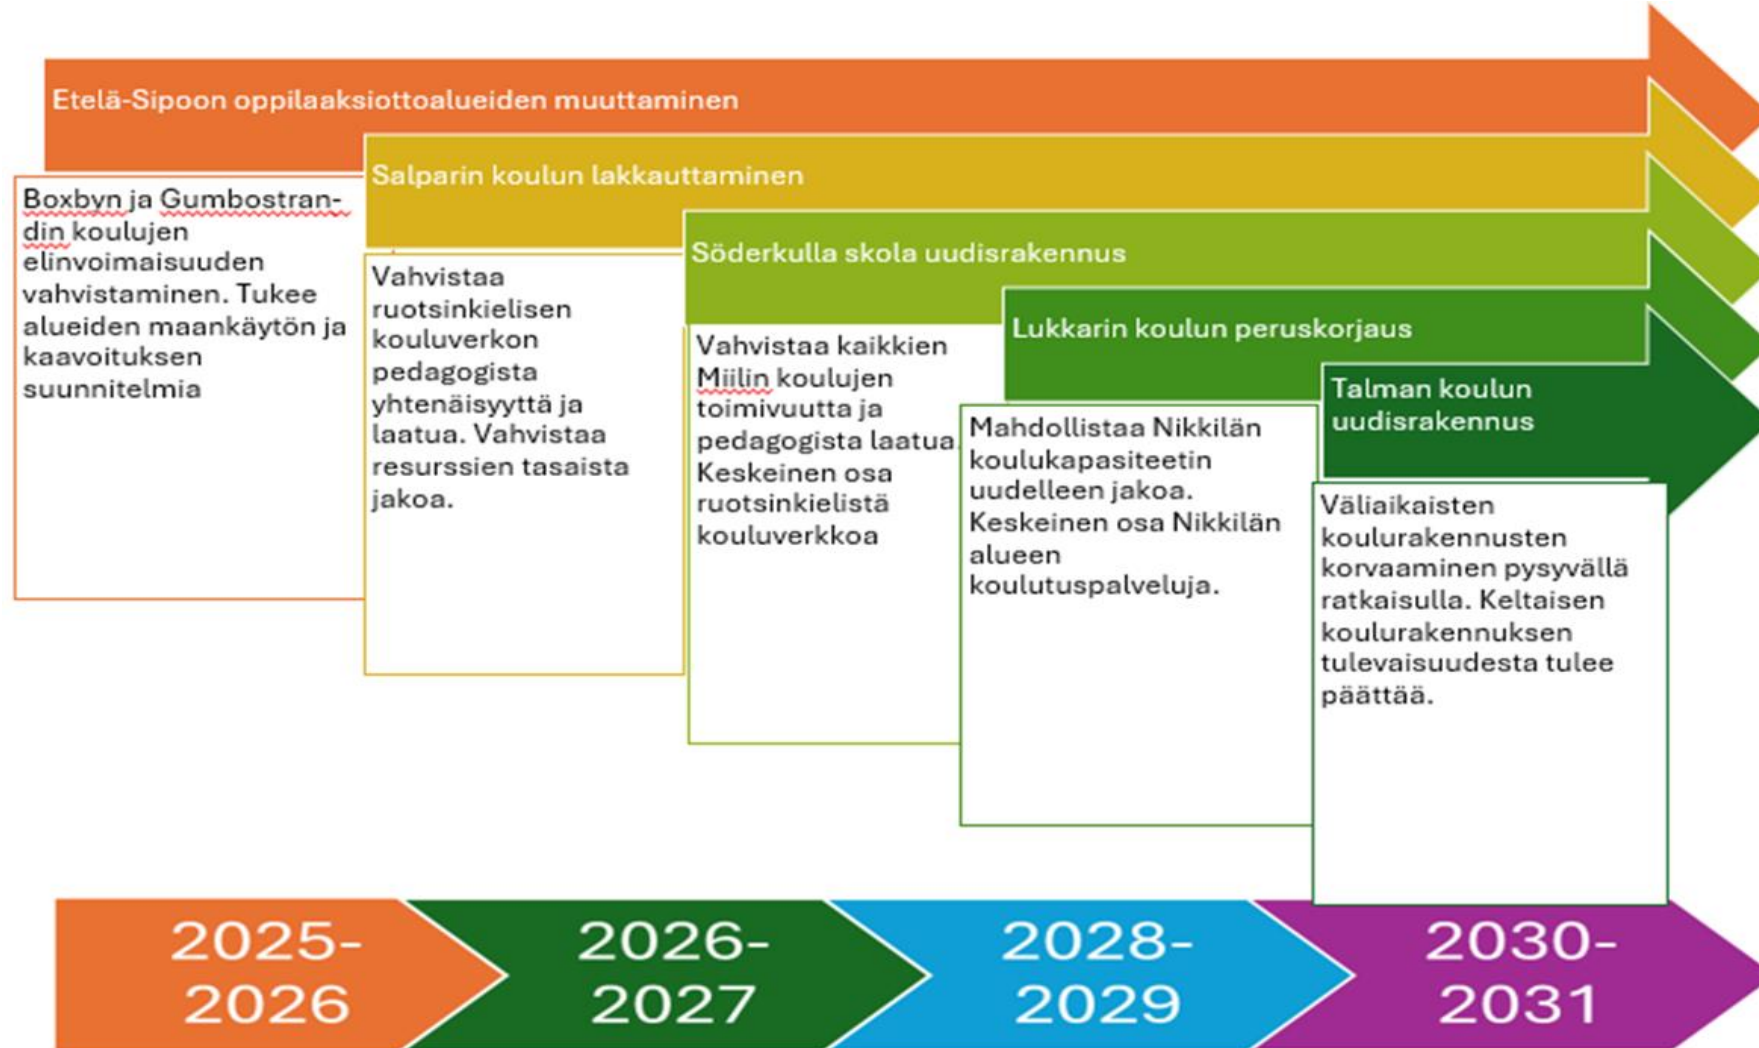 Etelä-Sipoon oppilaaksiottoalueiden muuttaminen
Boxbyn ja Gumbostran-
din koulujen
elinvoimaisuuden
vahvistaminen. Tukee
alueiden maankäytön ja
kaavoituksen
suunnitelmia
Salparin koulun lakkauttaminen
Vahvistaa
ruotsinkielisen
kouluverkon
pedagogista
yhtenäisyyttä ja
laatua. Vahvistaa
resurssien tasaista
jakoa.
Söderkulla skola uudisrakennus
Vahvistaa kaikkien
Miilin koulujen
toimivuutta ja
pedagogista laatua.
Keskeinen osa
ruotsinkielistä
kouluverkkoa
Lukkarin koulun peruskorjaus
Mahdollistaa Nikkilän
koulukapasiteetin
uudelleen jakoa.
Keskeinen osa Nikkilän
alueen
koulutuspalveluja.
Talman koulun
uudisrakennus
Väliaikaisten
koulurakennusten
korvaaminen pysyvällä
ratkaisulla. Keltaisen
koulurakennuksen
tulevaisuudesta tulee
päättää.
2025-
2026
2026-
2027
2028-
2029
2030-
2031